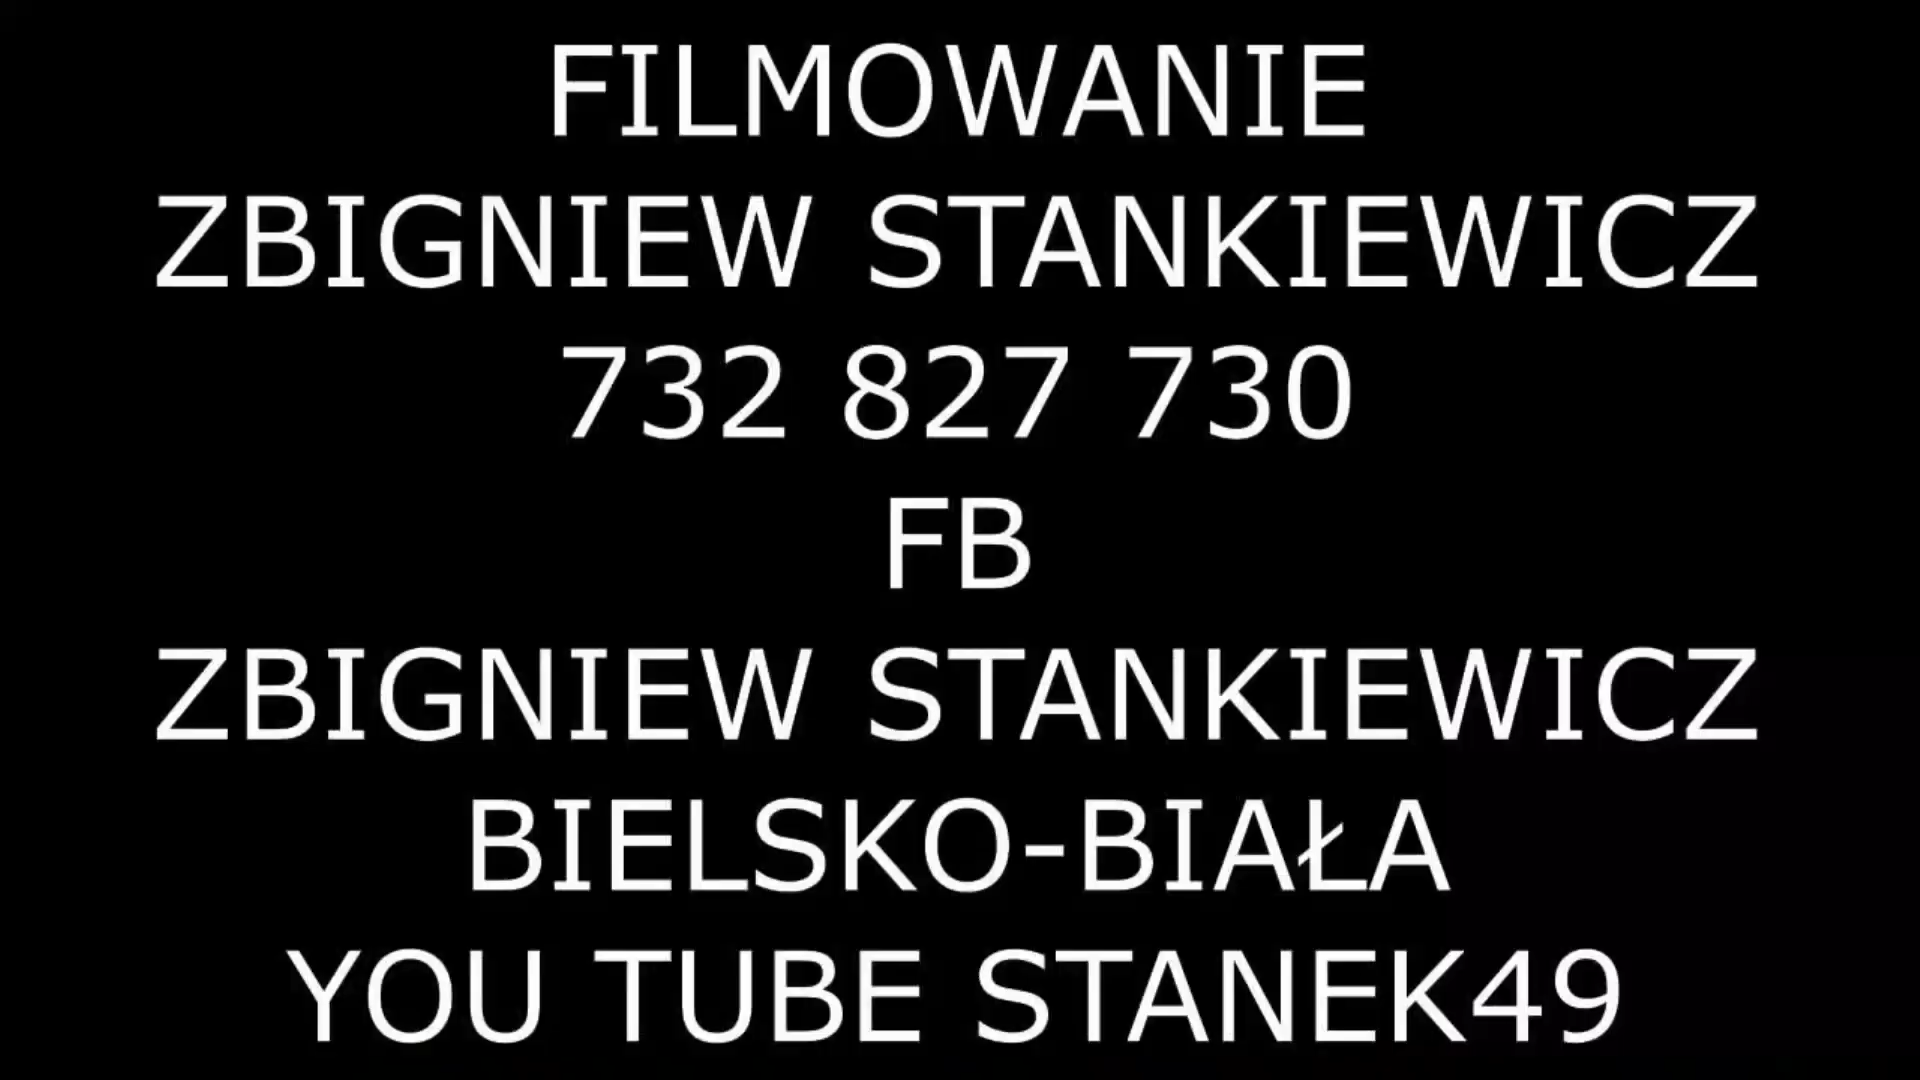 FILMOWANIE
ZBIGNIEW STANKIEWICZ
732 827 730
FB
ZBIGNIEW STANKIEWICZ
BIELSKO-BIAŁA
YOU TUBE STANEK49